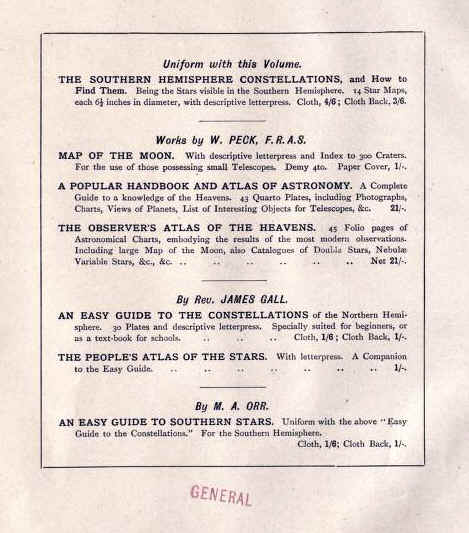 Uniform with this Volume.
THE SOUTHERN HEMISPHERE CONSTELLATIONS, and How to
Find Them. Being the Stars visible in the Southern Hemisphere. 14 Star Maps,
each 6½ inches in diameter, with descriptive letterpress. Cloth, 4/6; Cloth Back, 3/6.
Works by W. PECK, F.R.A.S.
MAP OF THE MOON. With descriptive letterpress and Index to 300 Craters.
For the use of those possessing small Telescopes. Demy 4to. Paper Cover, 1/-.
A POPULAR HANDBOOK AND ATLAS OF ASTRONOMY. A Complete
Guide to a knowledge of the Heavens. 43 Quarto Plates, including Photographs,
Charts, Views of Planets, List of Interesting Objects for Telescopes, &c. 21/-.
THE OBSERVER'S ATLAS OF THE HEAVENS. 45 Folio pages of
Astronomical Charts, embodying the results of the most modern observations.
Including large Map of the Moon, also Catalogues of Double Stars, Nebulæ
Variable Stars, &c., &c. .. .. .. .. .. .. Net 21/-.
By Rev. JAMES GALL.
AN EASY GUIDE TO THE CONSTELLATIONS of the Northern Hemi-
sphere. 30 Plates and descriptive letterpress. Specially suited for beginners, or
as a text-book for schools. .. .. .. Cloth, 1/6; Cloth Back, 1/-.
THE PEOPLE'S ATLAS OF THE STARS. With letterpress. A Companion
to the Easy Guide. .. .. .. .. .. .. .. 1/-.
By M. A. ORR.
AN EASY GUIDE TO SOUTHERN STARS. Uniform with the above "Easy
Guide to the Constellations." For the Southern Hemisphere.
Cloth, 1/6; Cloth Back, 1/-.
GENERAL